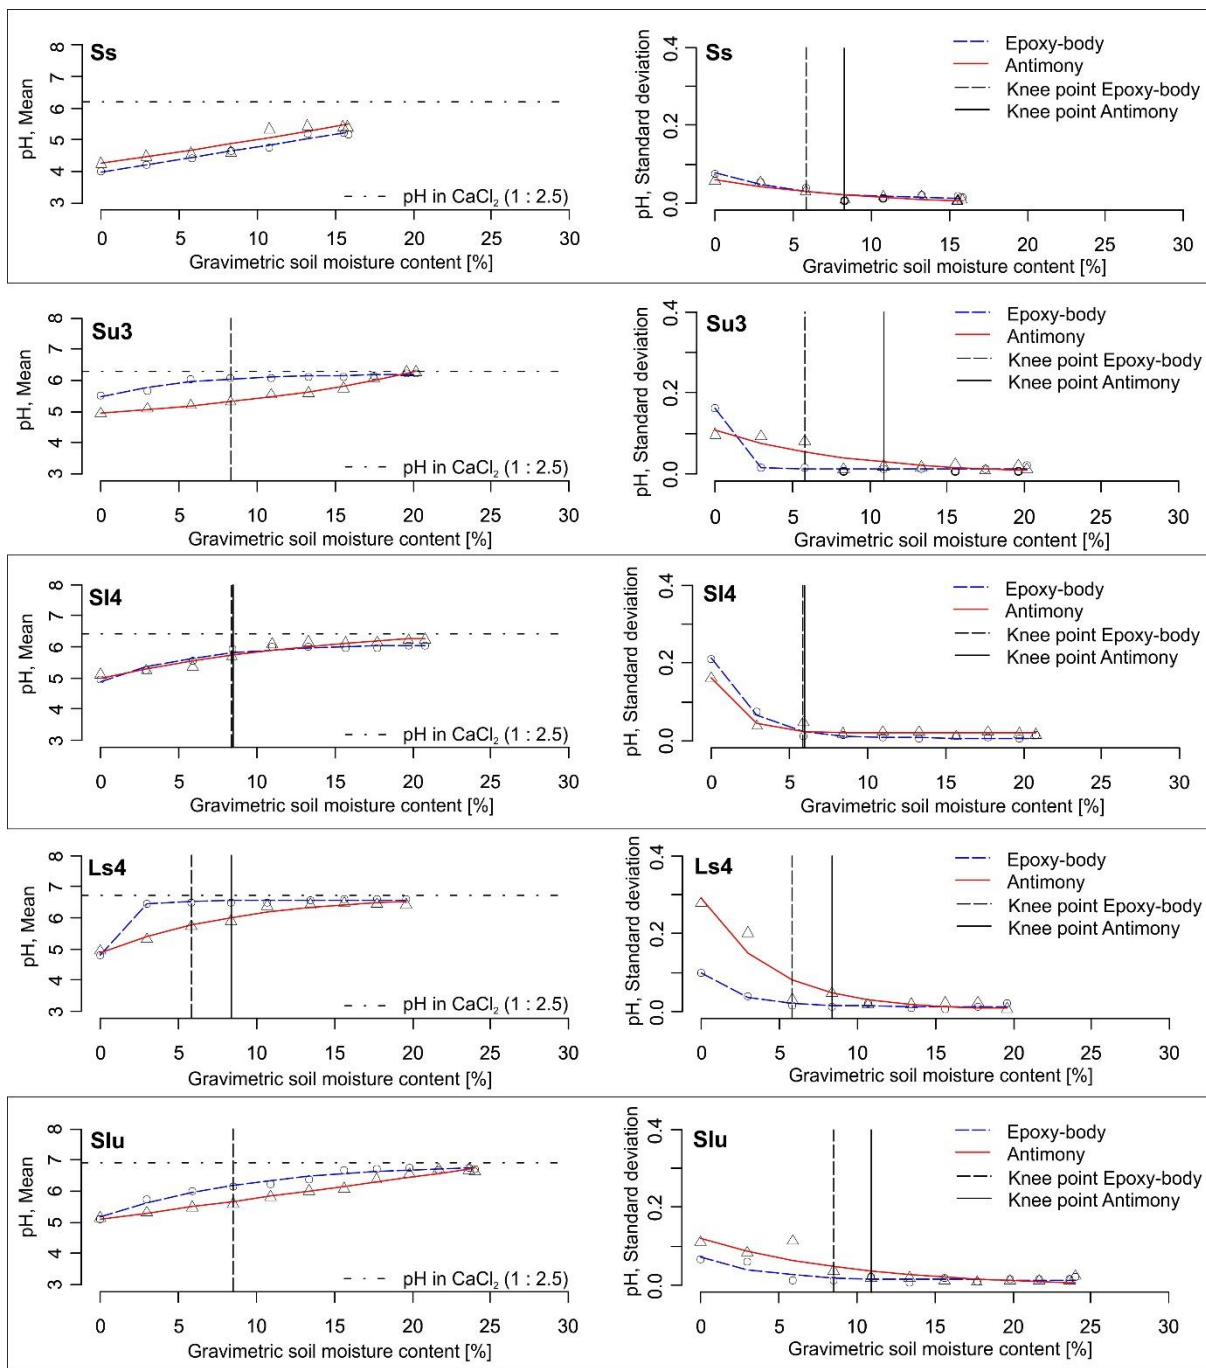 Ss
pH, Mean
8
7
6
5
4
3
pH in CaCl₂ (1 : 2.5)
0 5 10 15 20 25 30
Gravimetric soil moisture content [%]
Ss
pH, Standard deviation
0.4
0.2
0.0
Epoxy-body
Antimony
Knee point Epoxy-body
Knee point Antimony
0 5 10 15 20 25 30
Gravimetric soil moisture content [%]
Su3
pH, Mean
8
7
6
5
4
3
pH in CaCl₂ (1 : 2.5)
0 5 10 15 20 25 30
Gravimetric soil moisture content [%]
Su3
pH, Standard deviation
0.4
0.2
0.0
Epoxy-body
Antimony
Knee point Epoxy-body
Knee point Antimony
0 5 10 15 20 25 30
Gravimetric soil moisture content [%]
Sl4
pH, Mean
8
7
6
5
4
3
pH in CaCl₂ (1 : 2.5)
0 5 10 15 20 25 30
Gravimetric soil moisture content [%]
Sl4
pH, Standard deviation
0.4
0.2
0.0
Epoxy-body
Antimony
Knee point Epoxy-body
Knee point Antimony
0 5 10 15 20 25 30
Gravimetric soil moisture content [%]
Ls4
pH, Mean
8
7
6
5
4
3
pH in CaCl₂ (1 : 2.5)
0 5 10 15 20 25 30
Gravimetric soil moisture content [%]
Ls4
pH, Standard deviation
0.4
0.2
0.0
Epoxy-body
Antimony
Knee point Epoxy-body
Knee point Antimony
0 5 10 15 20 25 30
Gravimetric soil moisture content [%]
Slu
pH, Mean
8
7
6
5
4
3
pH in CaCl₂ (1 : 2.5)
0 5 10 15 20 25 30
Gravimetric soil moisture content [%]
Slu
pH, Standard deviation
0.4
0.2
0.0
Epoxy-body
Antimony
Knee point Epoxy-body
Knee point Antimony
0 5 10 15 20 25 30
Gravimetric soil moisture content [%]